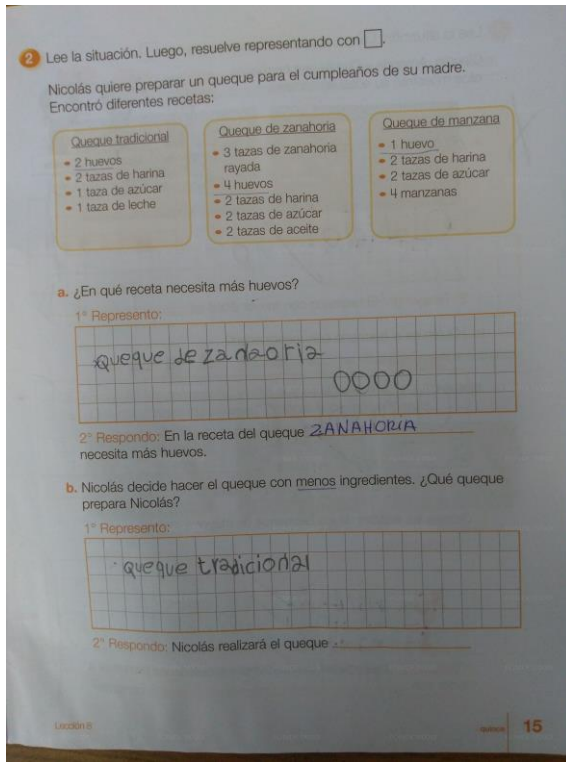 2 Lee la situación. Luego, resuelve representando con □.
Nicolás quiere preparar un queque para el cumpleaños de su madre.
Encontró diferentes recetas:
Queque tradicional
• 2 huevos
• 2 tazas de harina
• 1 taza de azúcar
• 1 taza de leche
Queque de zanahoria
• 3 tazas de zanahoria
rayada
• 4 huevos
• 2 tazas de harina
• 2 tazas de azúcar
• 2 tazas de aceite
Queque de manzana
• 1 huevo
• 2 tazas de harina
• 2 tazas de azúcar
• 4 manzanas
a. ¿En qué receta necesita más huevos?
1° Represento:
queque de zanaoria
OOOO
2° Respondo: En la receta del queque ZANAHORIA
necesita más huevos.
b. Nicolás decide hacer el queque con menos ingredientes. ¿Qué queque
prepara Nicolás?
1° Represento:
queque tradicional
2° Respondo: Nicolás realizará el queque
Lección 8
15